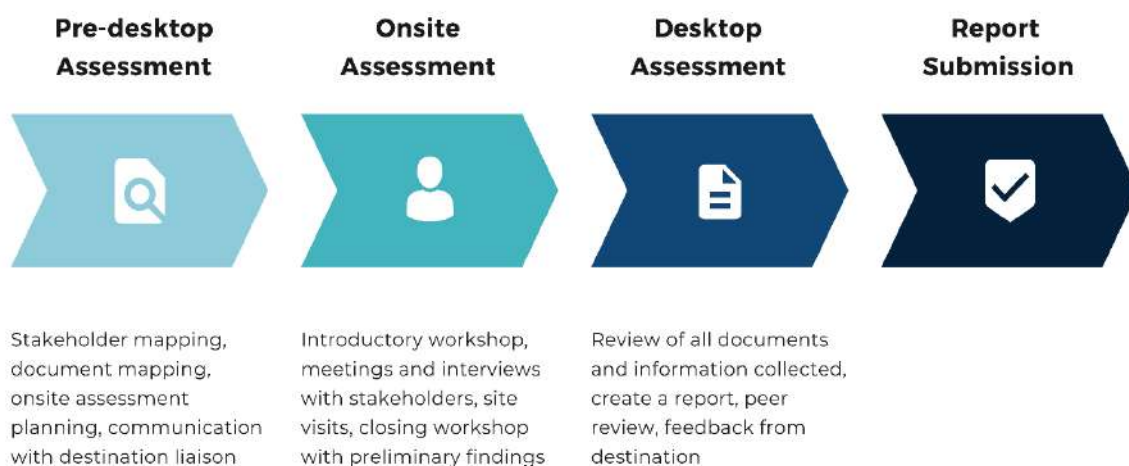 Pre-desktop
Assessment
Onsite
Assessment
Desktop
Assessment
Report
Submission
Stakeholder mapping,
document mapping,
onsite assessment
planning, communication
with destination liaison
Introductory workshop,
meetings and interviews
with stakeholders, site
visits, closing workshop
with preliminary findings
Review of all documents
and information collected,
create a report, peer
review, feedback from
destination